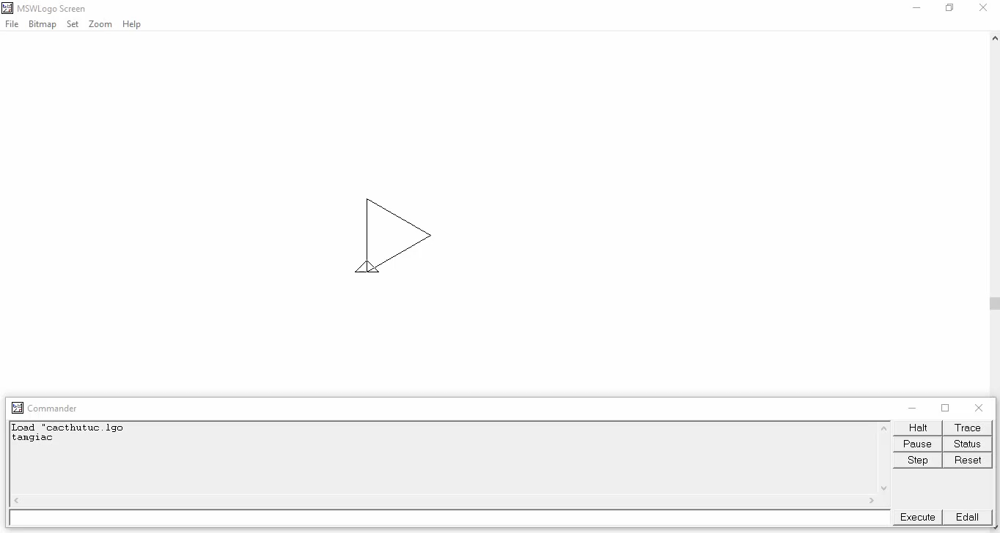 MSWLogo Screen
File Bitmap Set Zoom Help
Commander
Load "cacthutuc.lgo
tamgiac
Halt Trace
Pause Status
Step Reset
Execute Edall